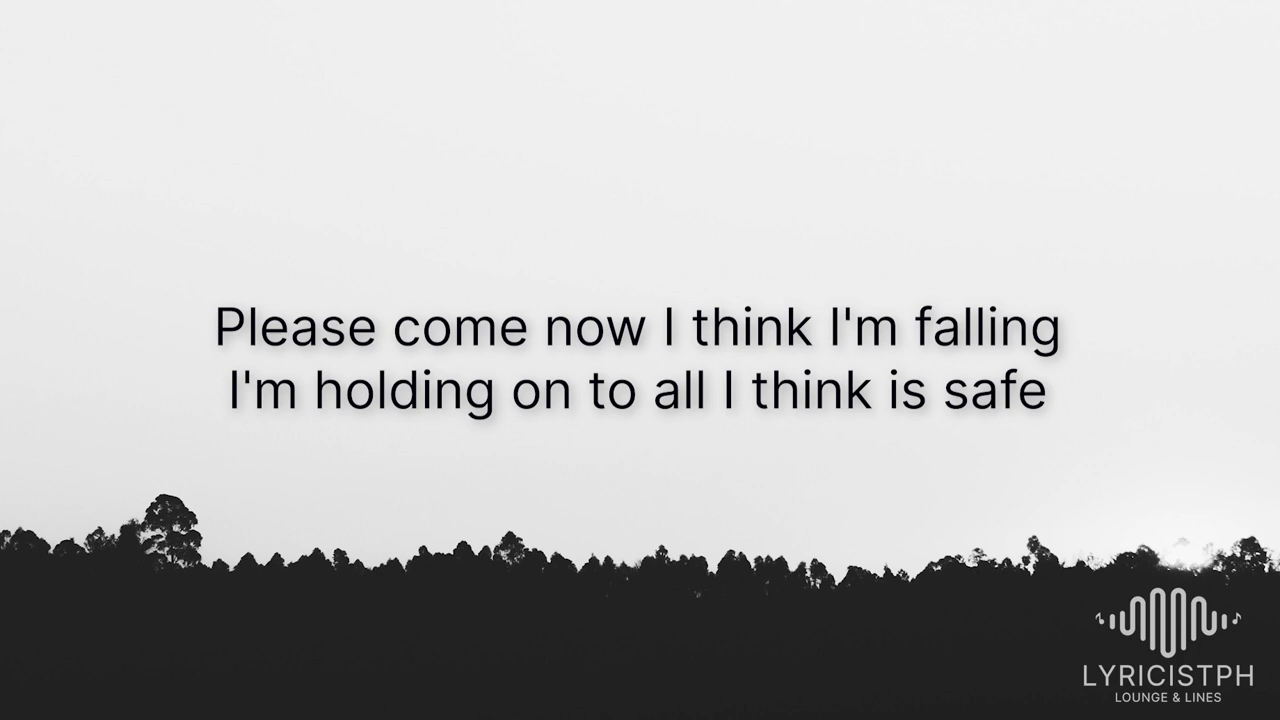 Please come now I think I'm falling
I'm holding on to all I think is safe
LYRICISTPH
LOUNGE & LINES